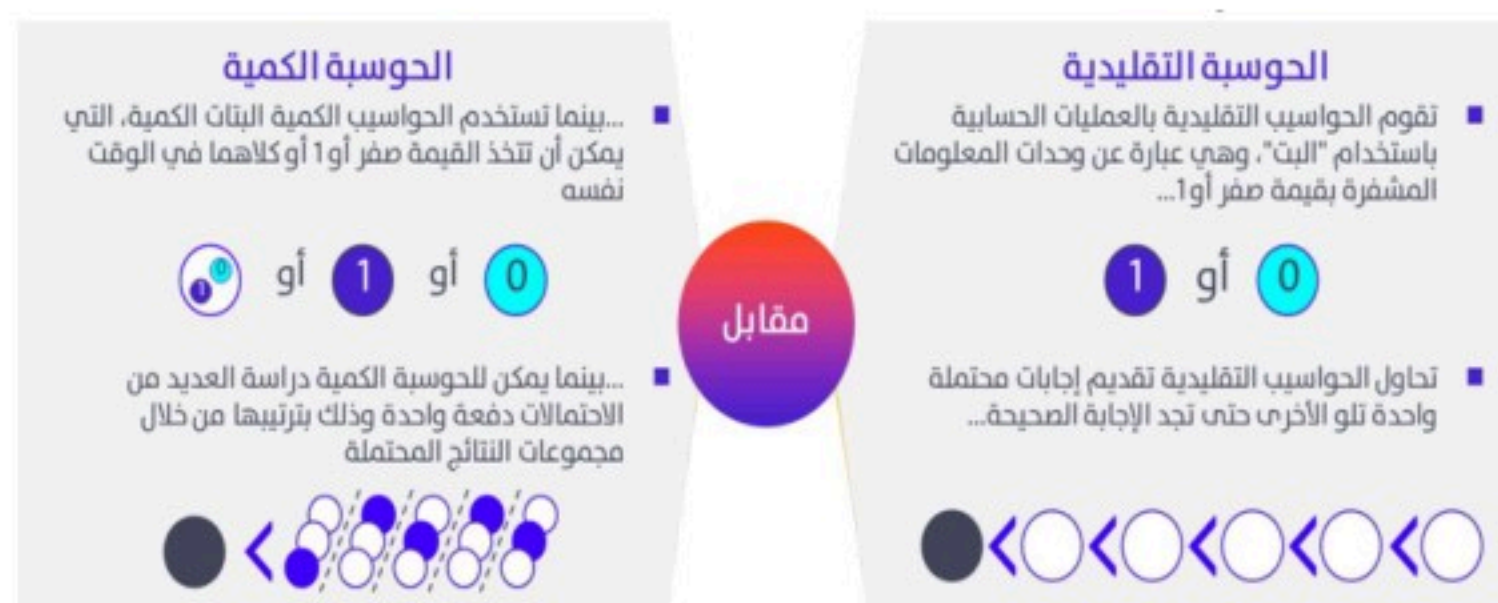 الحوسبة التقليدية
تقوم الحواسيب التقليدية بالعمليات الحسابية
باستخدام "البت"، وهي عبارة عن وحدات المعلومات
المشفرة بقيمة صفر أو1...
0 أو 1
تحاول الحواسيب التقليدية تقديم إجابات محتملة
واحدة تلو الأخرى حتى تجد الإجابة الصحيحة...
مقابل
الحوسبة الكمية
...بينما تستخدم الحواسيب الكمية البتات الكمية، التي
يمكن أن تتخذ القيمة صفر أو1 أو كلاهما في الوقت
نفسه
0 أو 1 أو 0 1
...بينما يمكن للحوسبة الكمية دراسة العديد من
الاحتمالات دفعة واحدة وذلك بترتيبها من خلال
مجموعات النتائج المحتملة